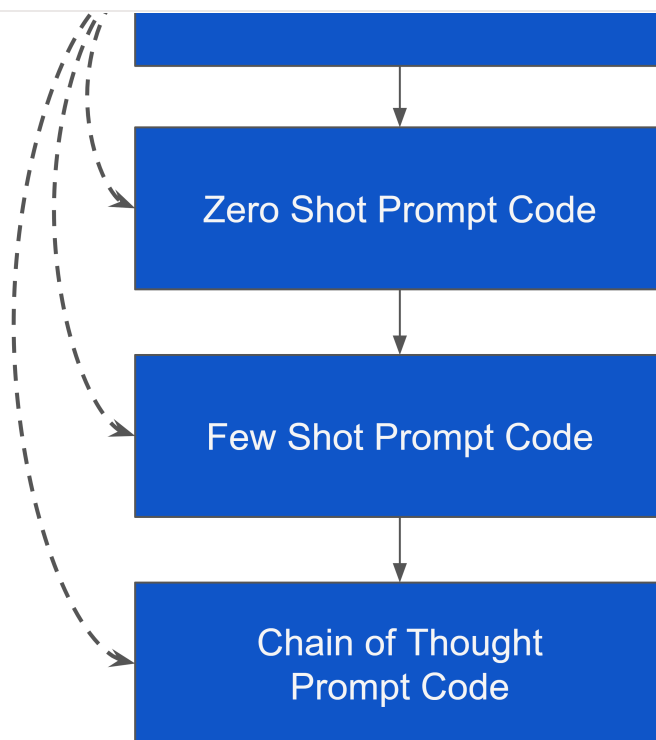 Zero Shot Prompt Code
Few Shot Prompt Code
Chain of Thought
Prompt Code